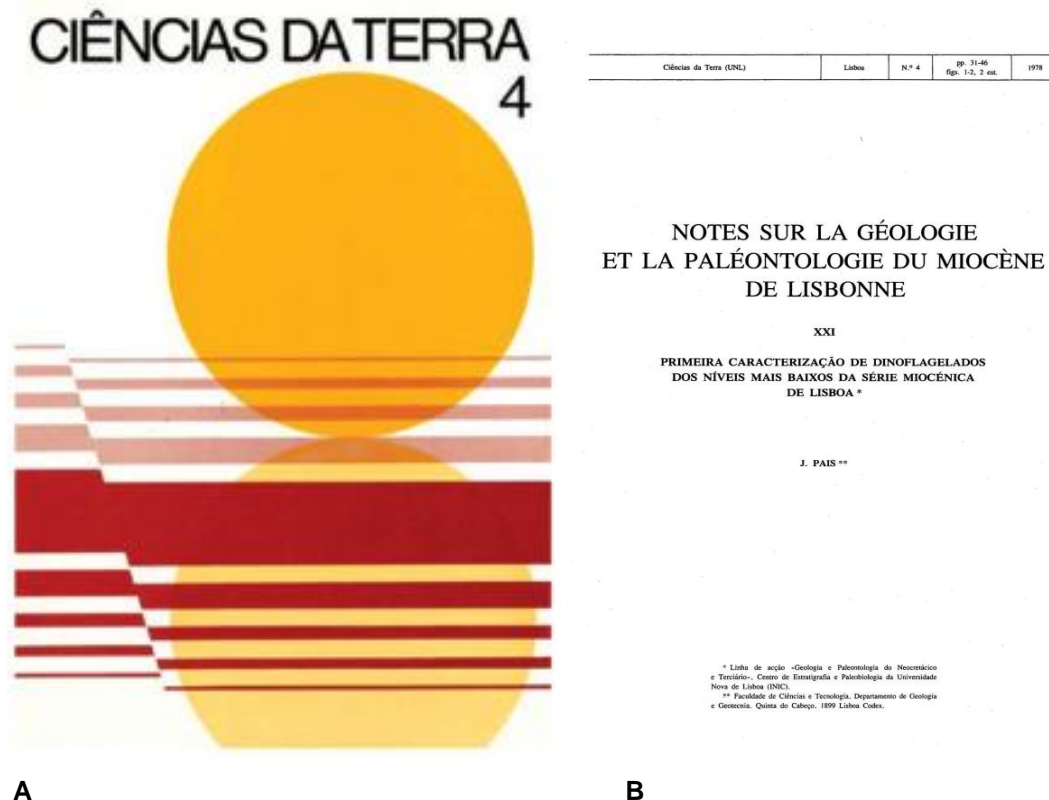 CIÊNCIAS DA TERRA
4
Ciências da Terra (UNL) Lisboa N.º 4 pp. 31-46 figs. 1-2, 2 est. 1978
NOTES SUR LA GÉOLOGIE
ET LA PALÉONTOLOGIE DU MIOCÈNE
DE LISBONNE
XXI
PRIMEIRA CARACTERIZAÇÃO DE DINOFLAGELADOS
DOS NÍVEIS MAIS BAIXOS DA SÉRIE MIOCÉNICA
DE LISBOA *
J. PAIS **
* Linha de acção «Geologia e Paleontologia do Neocretácico
e Terciário». Centro de Estratigrafia e Paleobiologia da Universidade
Nova de Lisboa (INIC).
** Faculdade de Ciências e Tecnologia. Departamento de Geologia
e Geotecnia. Quinta do Cabeço. 1899 Lisboa Codex.
A
B